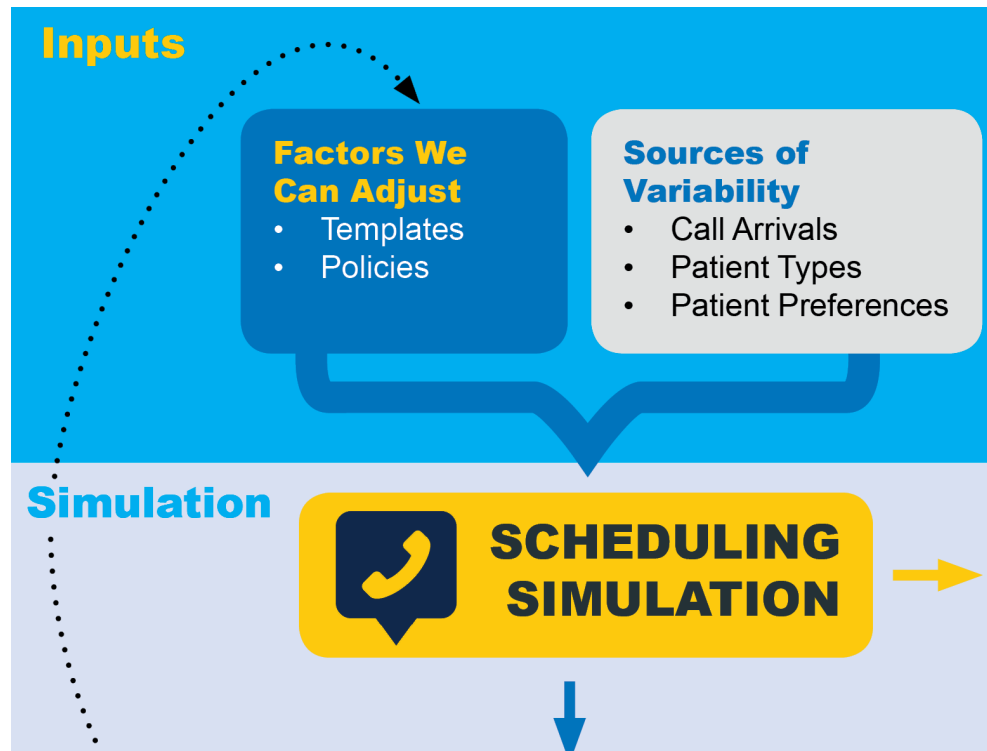 Inputs
Factors We
Can Adjust
• Templates
• Policies
Sources of
Variability
• Call Arrivals
• Patient Types
• Patient Preferences
Simulation
SCHEDULING
SIMULATION